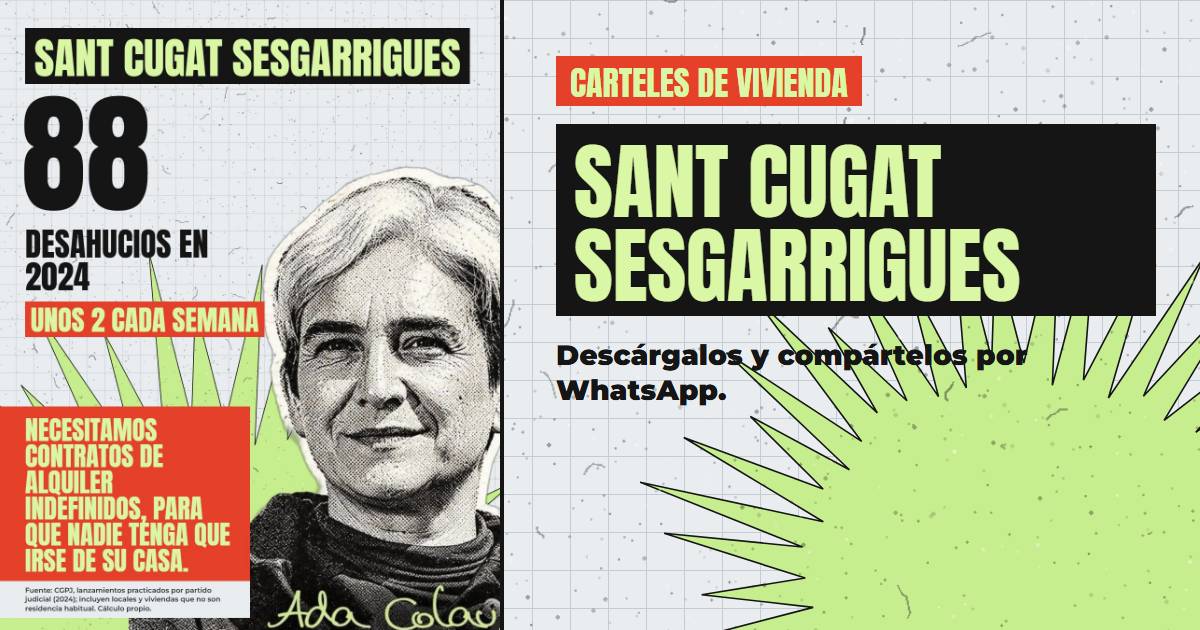 SANT CUGAT SESGARRIGUES
88
DESAHUCIOS EN
2024
UNOS 2 CADA SEMANA
NECESITAMOS
CONTRATOS DE
ALQUILER
INDEFINIDOS, PARA
QUE NADIE TENGA QUE
IRSE DE SU CASA.
Fuente: CGPJ, lanzamientos practicados por partido
judicial (2024); incluyen locales y viviendas que no son
residencia habitual. Cálculo propio.
Ada Colau
CARTELES DE VIVIENDA
SANT CUGAT
SESGARRIGUES
Descárgalos y compártelos por
WhatsApp.